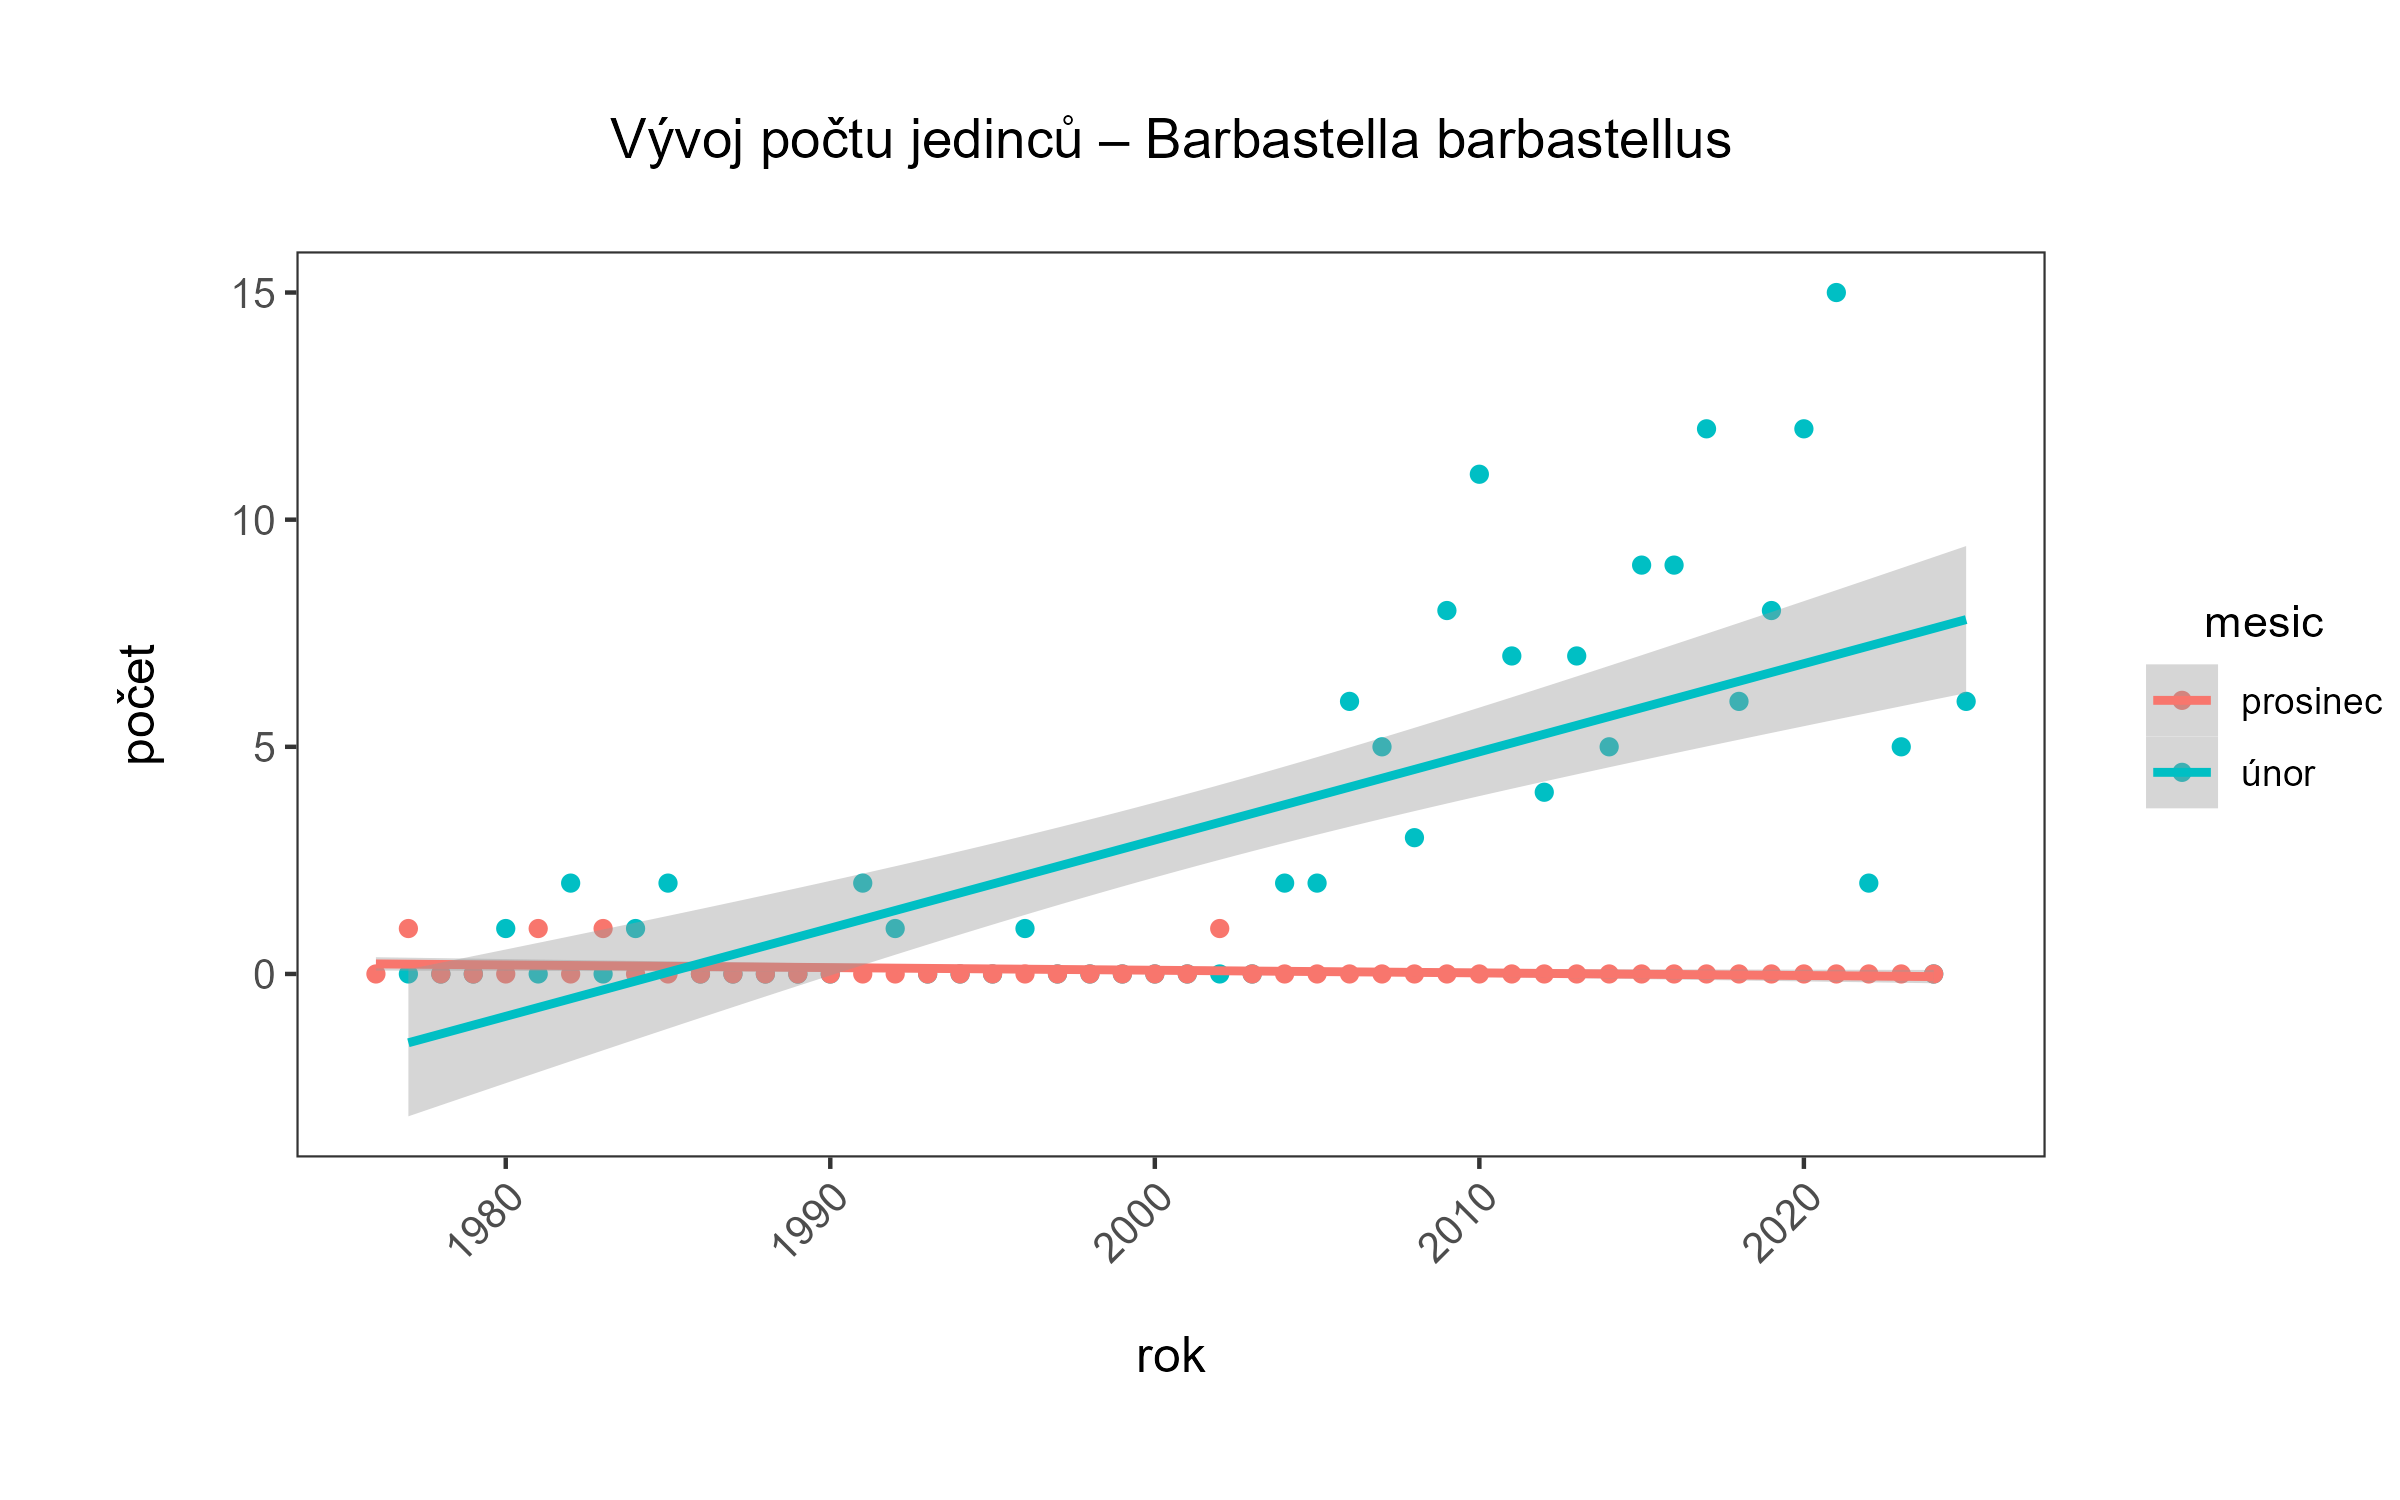 Vývoj počtu jedinců – Barbastella barbastellus
počet
15
10
5
0
1980
1990
2000
2010
2020
rok
mesic
prosinec
únor